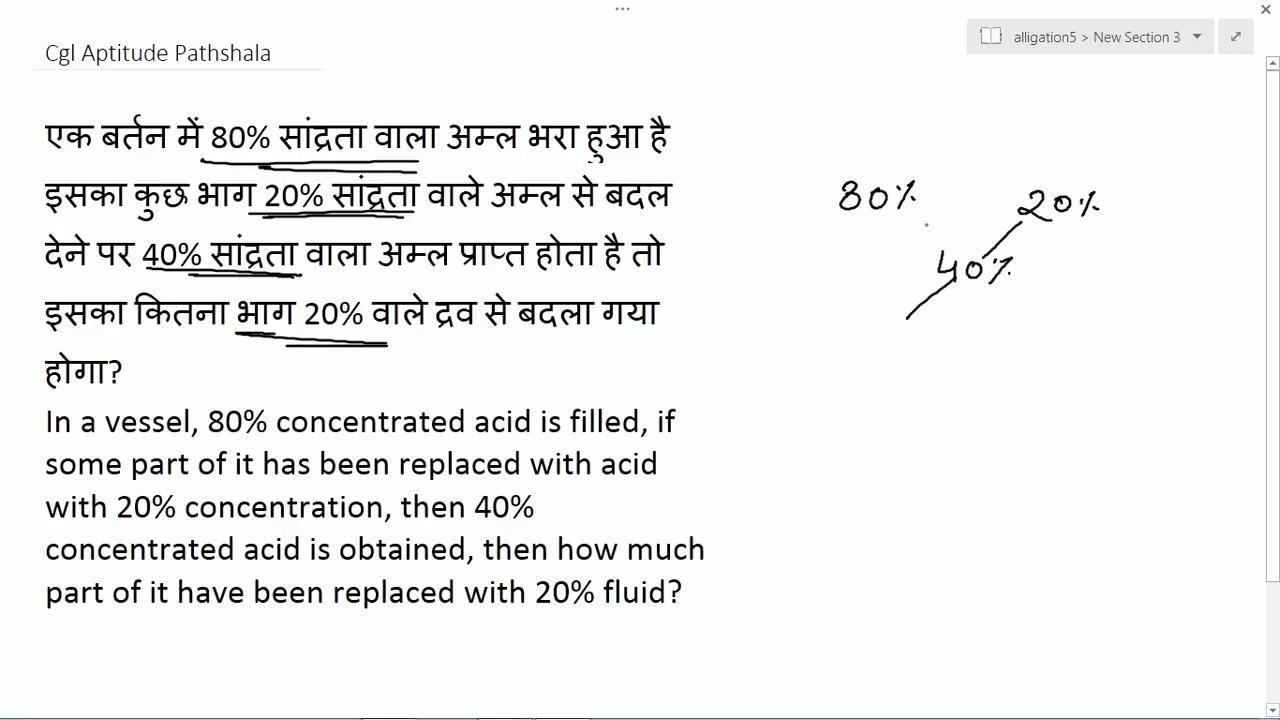 Cgl Aptitude Pathshala
alligation5 > New Section 3
एक बर्तन में 80% सांद्रता वाला अम्ल भरा हुआ है
इसका कुछ भाग 20% सांद्रता वाले अम्ल से बदल
देने पर 40% सांद्रता वाला अम्ल प्राप्त होता है तो
इसका कितना भाग 20% वाले द्रव से बदला गया
होगा?
In a vessel, 80% concentrated acid is filled, if
some part of it has been replaced with acid
with 20% concentration, then 40%
concentrated acid is obtained, then how much
part of it have been replaced with 20% fluid?
80% 20%
40%